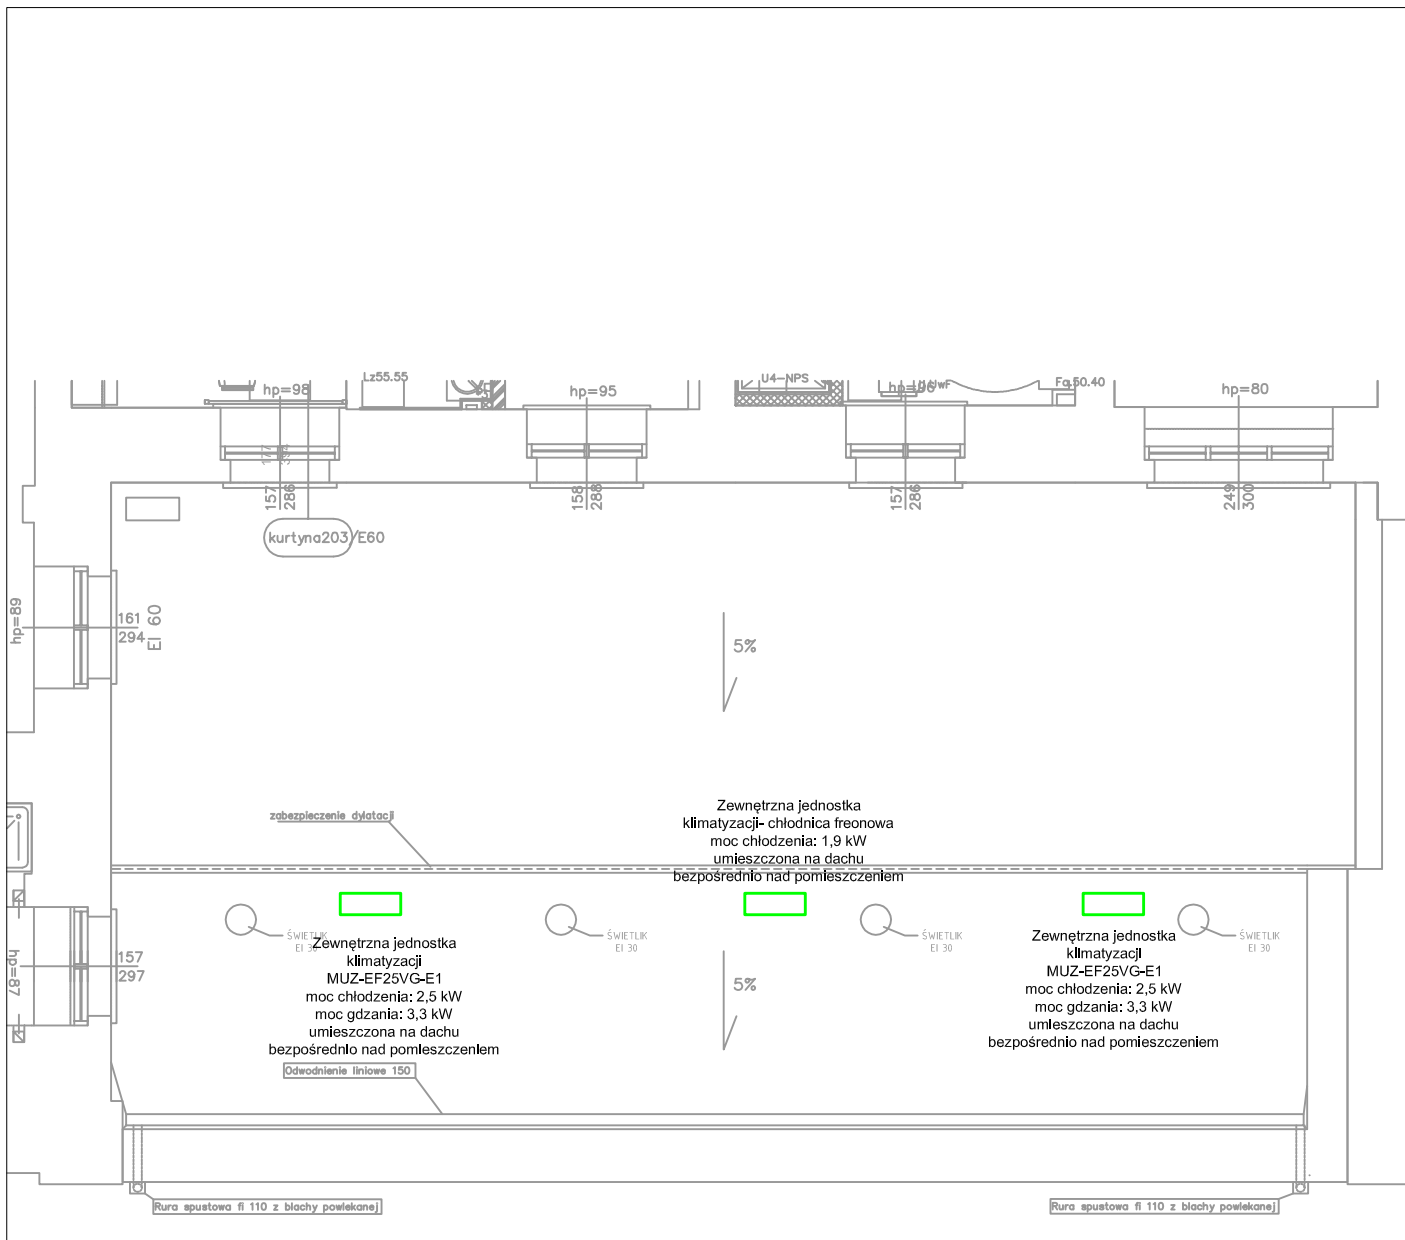 hp=98
Lz55.55
hp=95
U4-NPS
hp=96
Fg.50.40
hp=80
157
286
158
288
157
286
249
300
kurtyna203/E60
hp=89
161
294
EI 60
5%
zabezpieczenie dylatacji
Zewnętrzna jednostka
klimatyzacji- chłodnica freonowa
moc chłodzenia: 1,9 kW
umieszczona na dachu
bezpośrednio nad pomieszczeniem
ŚWIETLIK
EI 30
ŚWIETLIK
EI 30
ŚWIETLIK
EI 30
ŚWIETLIK
EI 30
hp=87
157
297
Zewnętrzna jednostka
klimatyzacji
MUZ-EF25VG-E1
moc chłodzenia: 2,5 kW
moc gdzania: 3,3 kW
umieszczona na dachu
bezpośrednio nad pomieszczeniem
5%
Zewnętrzna jednostka
klimatyzacji
MUZ-EF25VG-E1
moc chłodzenia: 2,5 kW
moc gdzania: 3,3 kW
umieszczona na dachu
bezpośrednio nad pomieszczeniem
Odwodnienie liniowe 150
Rura spustowa fi 110 z blachy powlekanej
Rura spustowa fi 110 z blachy powlekanej